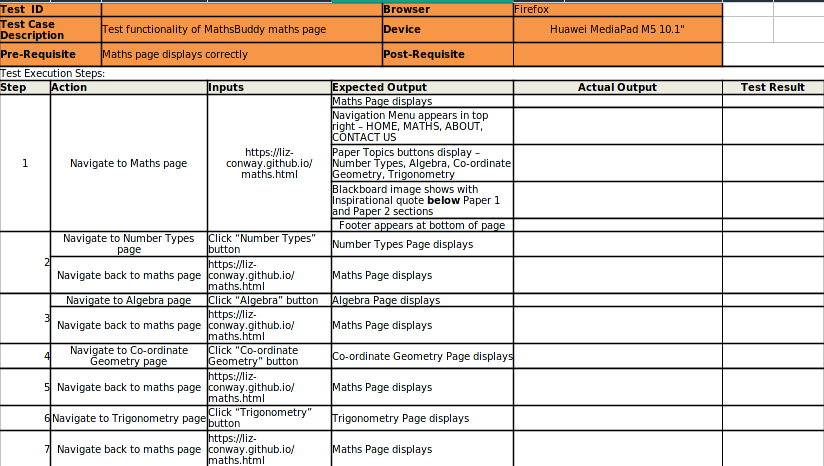 Test ID
Browser
Firefox
Test Case
Description
Test functionality of MathsBuddy maths page
Device
Huawei MediaPad M5 10.1"
Pre-Requisite
Maths page displays correctly
Post-Requisite
Test Execution Steps:
Step
Action
Inputs
Expected Output
Actual Output
Test Result
1
Navigate to Maths page
https://liz-
conway.github.io/
maths.html
Maths Page displays
Navigation Menu appears in top
right – HOME, MATHS, ABOUT,
CONTACT US
Paper Topics buttons display –
Number Types, Algebra, Co-ordinate
Geometry, Trigonometry
Blackboard image shows with
Inspirational quote below Paper 1
and Paper 2 sections
Footer appears at bottom of page
2
Navigate to Number Types
page
Click “Number Types”
button
Number Types Page displays
Navigate back to maths page
https://liz-
conway.github.io/
maths.html
Maths Page displays
3
Navigate to Algebra page
Click “Algebra” button
Algebra Page displays
Navigate back to maths page
https://liz-
conway.github.io/
maths.html
Maths Page displays
4
Navigate to Co-ordinate
Geometry page
Click “Co-ordinate
Geometry” button
Co-ordinate Geometry Page displays
5
Navigate back to maths page
https://liz-
conway.github.io/
maths.html
Maths Page displays
6
Navigate to Trigonometry page
Click “Trigonometry”
button
Trigonometry Page displays
7
Navigate back to maths page
https://liz-
conway.github.io/
maths.html
Maths Page displays